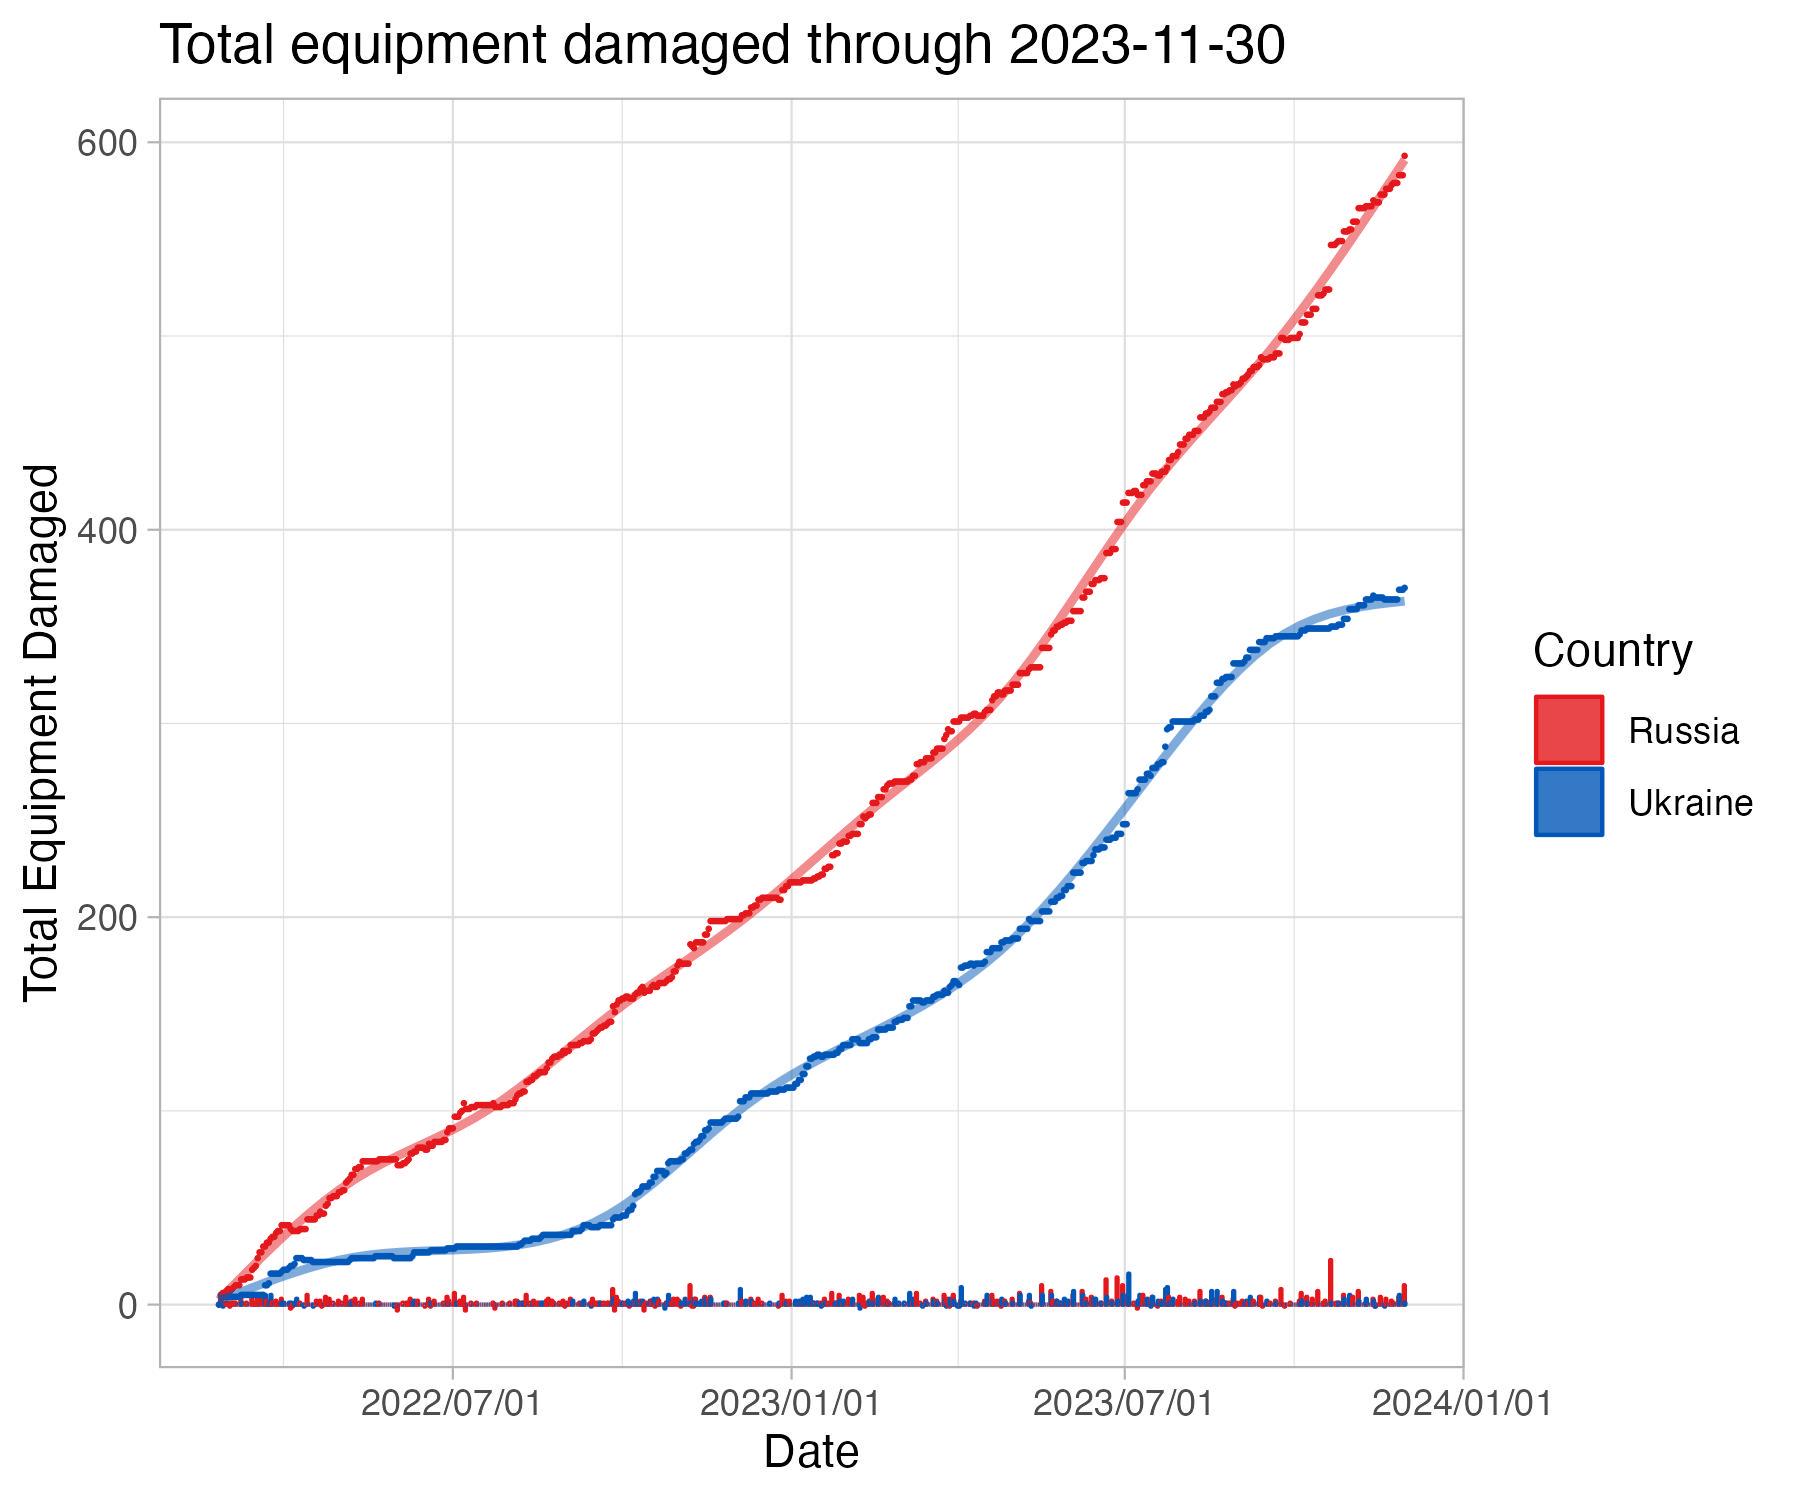 Total equipment damaged through 2023-11-30
Total Equipment Damaged
600
400
200
0
2022/07/01
2023/01/01
2023/07/01
2024/01/01
Date
Country
Russia
Ukraine